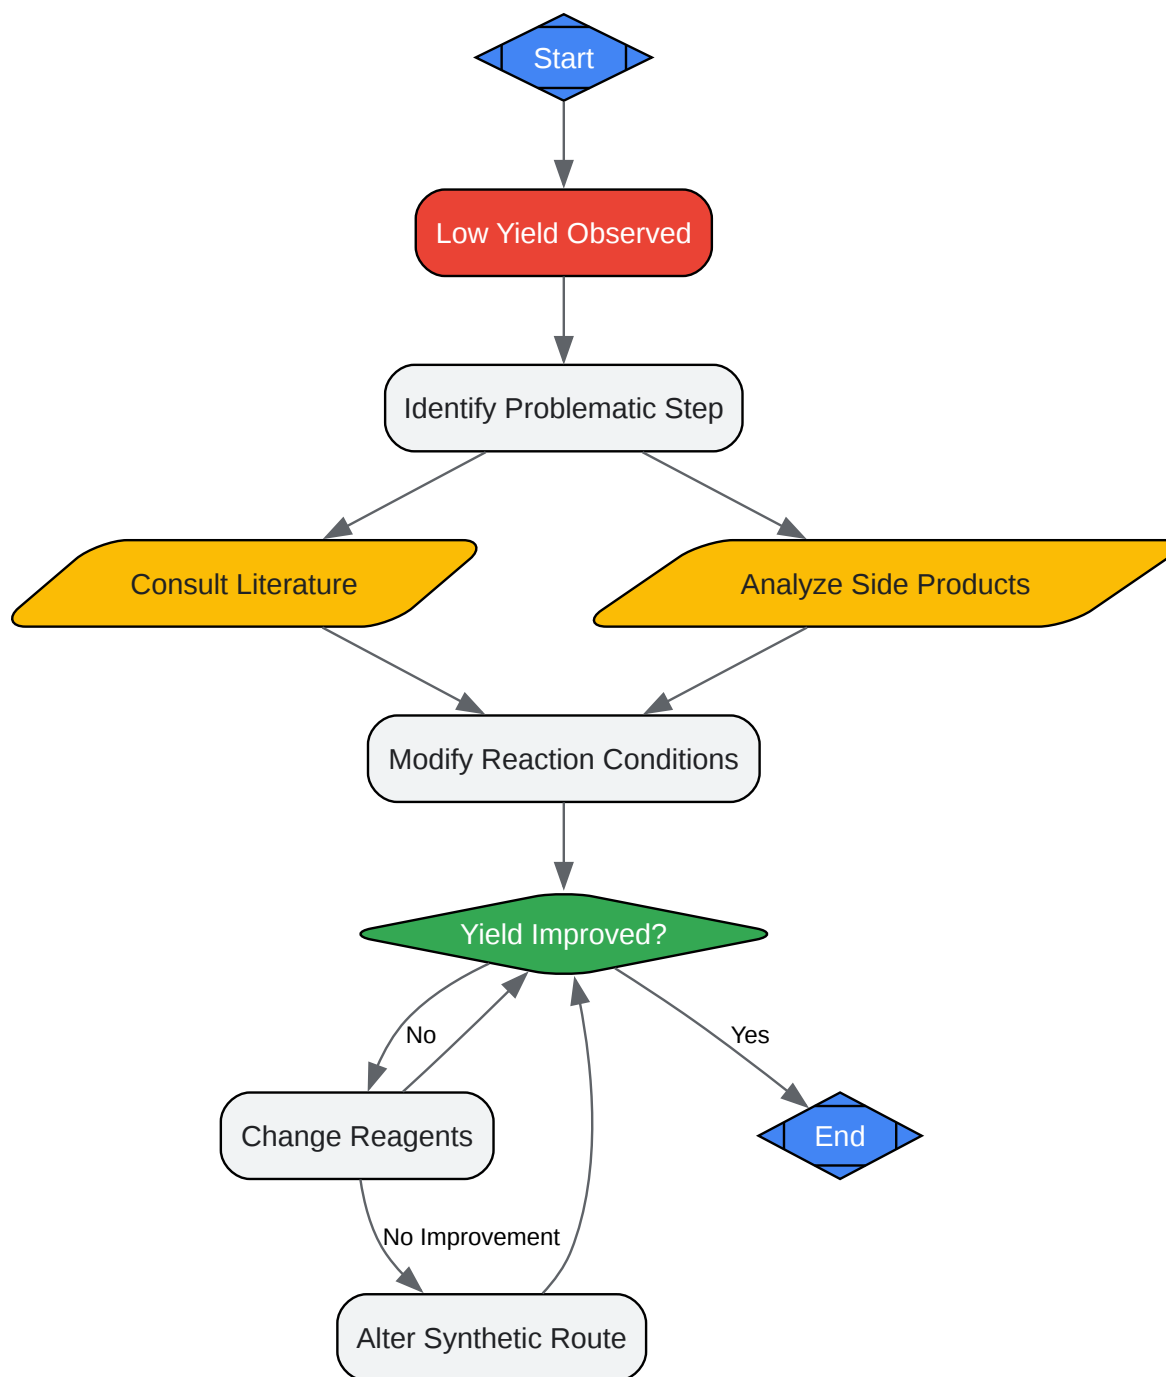 Start
Low Yield Observed
Identify Problematic Step
Consult Literature
Analyze Side Products
Modify Reaction Conditions
Yield Improved?
No
Yes
Change Reagents
End
No Improvement
Alter Synthetic Route